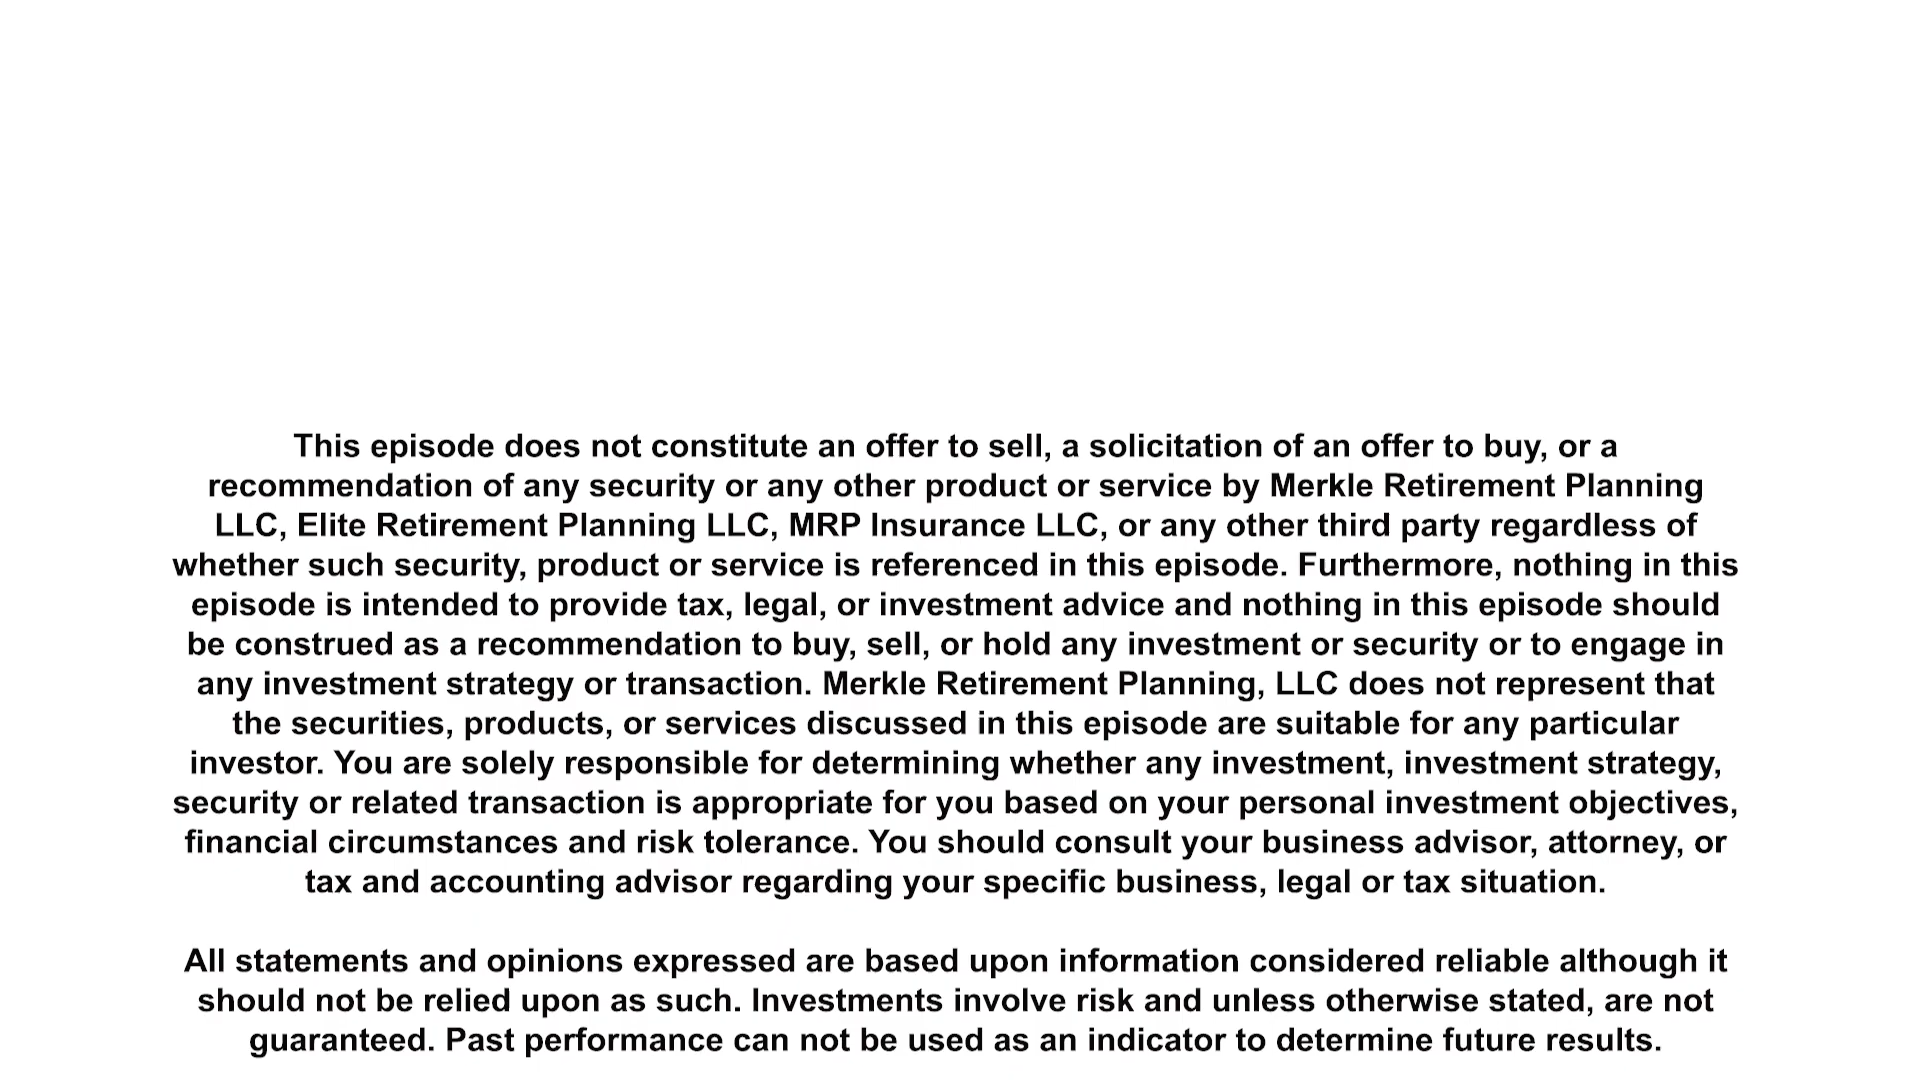 This episode does not constitute an offer to sell, a solicitation of an offer to buy, or a
recommendation of any security or any other product or service by Merkle Retirement Planning
LLC, Elite Retirement Planning LLC, MRP Insurance LLC, or any other third party regardless of
whether such security, product or service is referenced in this episode. Furthermore, nothing in this
episode is intended to provide tax, legal, or investment advice and nothing in this episode should
be construed as a recommendation to buy, sell, or hold any investment or security or to engage in
any investment strategy or transaction. Merkle Retirement Planning, LLC does not represent that
the securities, products, or services discussed in this episode are suitable for any particular
investor. You are solely responsible for determining whether any investment, investment strategy,
security or related transaction is appropriate for you based on your personal investment objectives,
financial circumstances and risk tolerance. You should consult your business advisor, attorney, or
tax and accounting advisor regarding your specific business, legal or tax situation.
All statements and opinions expressed are based upon information considered reliable although it
should not be relied upon as such. Investments involve risk and unless otherwise stated, are not
guaranteed. Past performance can not be used as an indicator to determine future results.